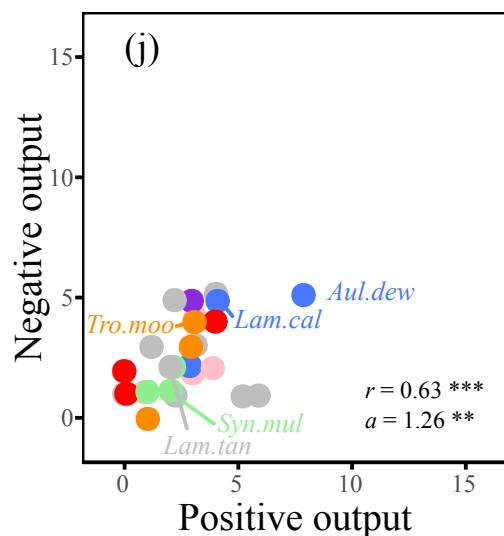 (j)
15
10
5
0
Negative output
Aul.dew
Tro.moo
Lam.cal
r = 0.63 ***
a = 1.26 **
Syn.mul
Lam.tan
0
5
10
15
Positive output